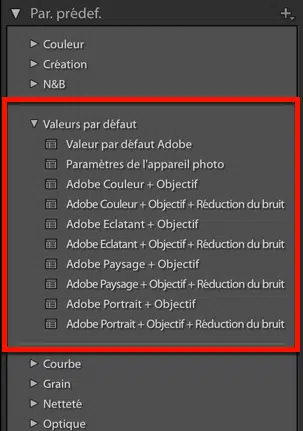 Par. prédef.
Couleur
Création
N&B
Valeurs par défaut
Valeur par défaut Adobe
Paramètres de l'appareil photo
Adobe Couleur + Objectif
Adobe Couleur + Objectif + Réduction du bruit
Adobe Eclatant + Objectif
Adobe Eclatant + Objectif + Réduction du bruit
Adobe Paysage + Objectif
Adobe Paysage + Objectif + Réduction du bruit
Adobe Portrait + Objectif
Adobe Portrait + Objectif + Réduction du bruit
Courbe
Grain
Netteté
Optique